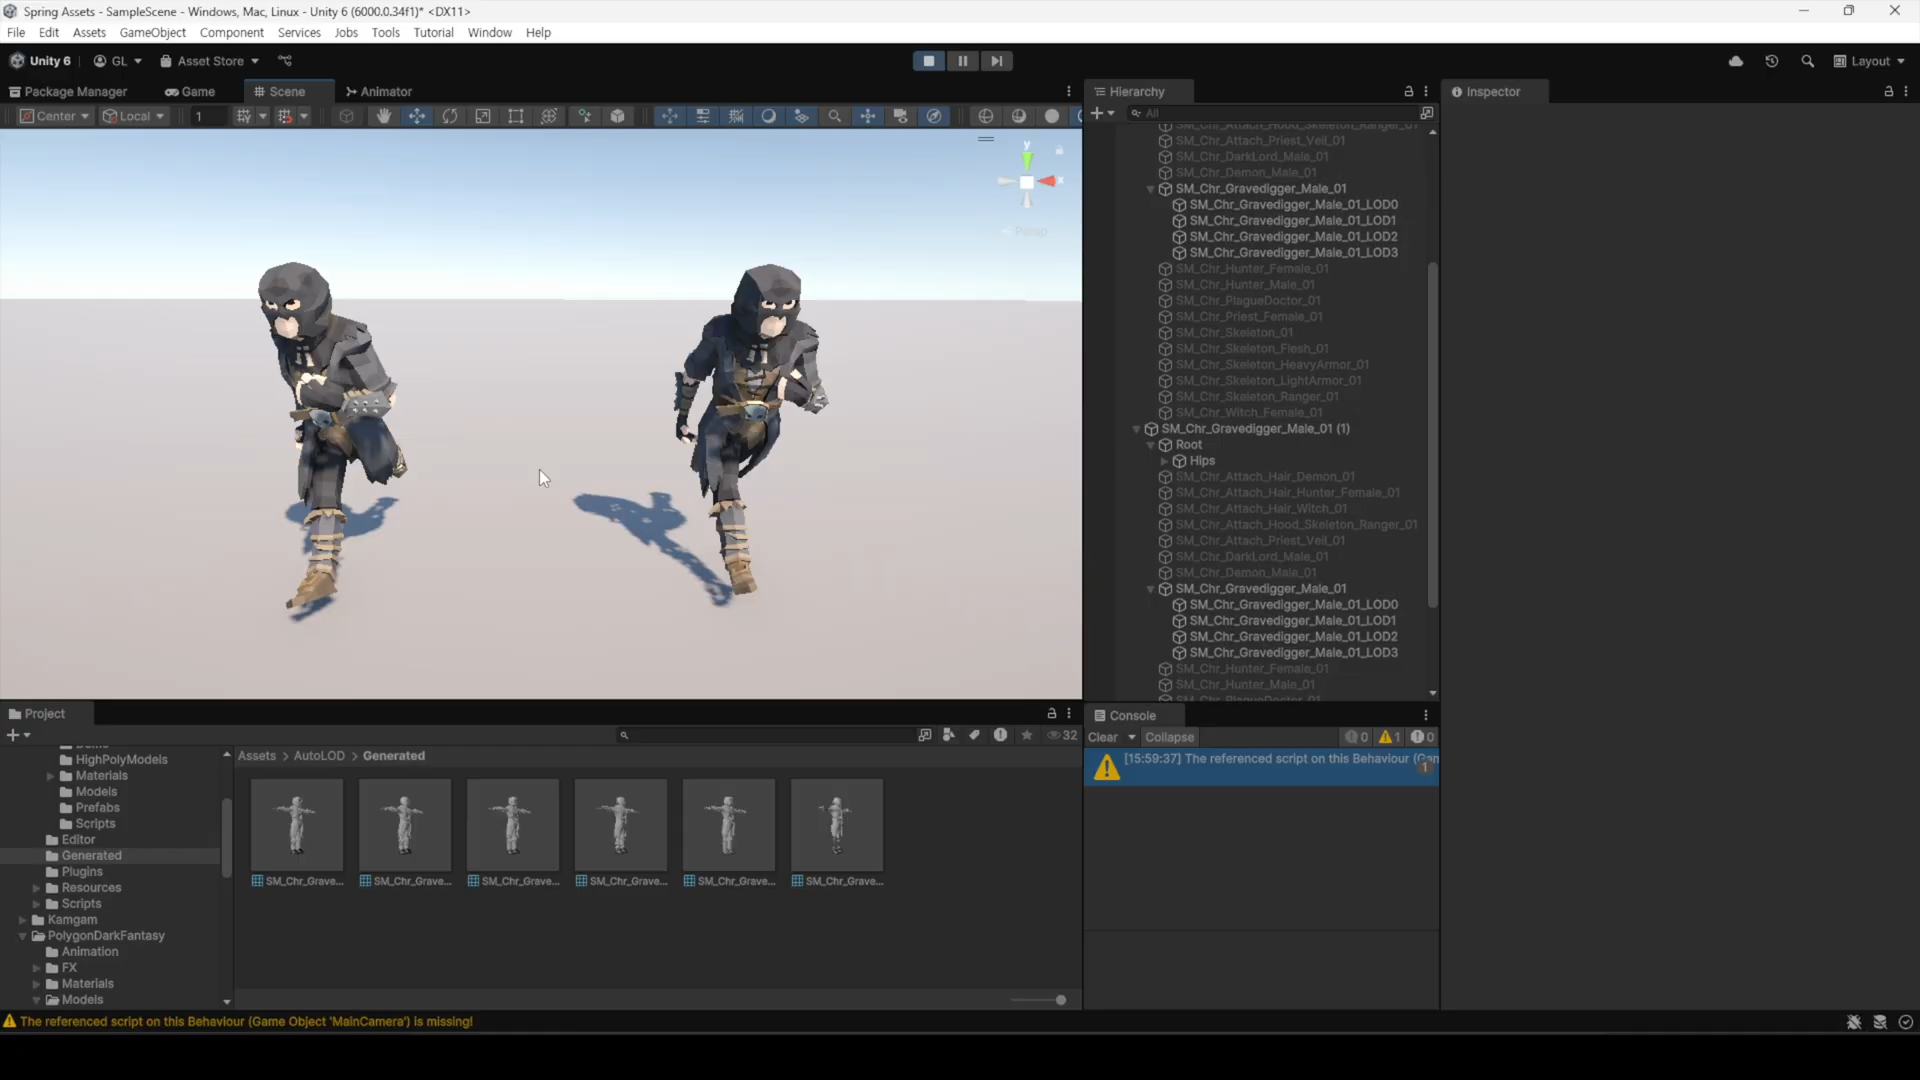 Spring Assets - SampleScene - Windows, Mac, Linux - Unity 6 (6000.0.34f1)* <DX11>
File Edit Assets GameObject Component Services Jobs Tools Tutorial Window Help
Unity 6 GL Asset Store Layout
Package Manager Game Scene Animator
Center Local 1
y
x
Persp
Hierarchy
All
SM_Chr_Attach_Hood_Skeleton_Ranger_01
SM_Chr_Attach_Priest_Veil_01
SM_Chr_DarkLord_Male_01
SM_Chr_Demon_Male_01
SM_Chr_Gravedigger_Male_01
SM_Chr_Gravedigger_Male_01_LOD0
SM_Chr_Gravedigger_Male_01_LOD1
SM_Chr_Gravedigger_Male_01_LOD2
SM_Chr_Gravedigger_Male_01_LOD3
SM_Chr_Hunter_Female_01
SM_Chr_Hunter_Male_01
SM_Chr_PlagueDoctor_01
SM_Chr_Priest_Female_01
SM_Chr_Skeleton_01
SM_Chr_Skeleton_Flesh_01
SM_Chr_Skeleton_HeavyArmor_01
SM_Chr_Skeleton_LightArmor_01
SM_Chr_Skeleton_Ranger_01
SM_Chr_Witch_Female_01
SM_Chr_Gravedigger_Male_01 (1)
Root
Hips
SM_Chr_Attach_Hair_Demon_01
SM_Chr_Attach_Hair_Hunter_Female_01
SM_Chr_Attach_Hair_Witch_01
SM_Chr_Attach_Hood_Skeleton_Ranger_01
SM_Chr_Attach_Priest_Veil_01
SM_Chr_DarkLord_Male_01
SM_Chr_Demon_Male_01
SM_Chr_Gravedigger_Male_01
SM_Chr_Gravedigger_Male_01_LOD0
SM_Chr_Gravedigger_Male_01_LOD1
SM_Chr_Gravedigger_Male_01_LOD2
SM_Chr_Gravedigger_Male_01_LOD3
SM_Chr_Hunter_Female_01
SM_Chr_Hunter_Male_01
SM_Chr_PlagueDoctor_01
Inspector
Project
32
HighPolyModels
Materials
Models
Prefabs
Scripts
Editor
Generated
Plugins
Resources
Scripts
Kamgam
PolygonDarkFantasy
Animation
FX
Materials
Models
Assets > AutoLOD > Generated
SM_Chr_Grave... SM_Chr_Grave... SM_Chr_Grave... SM_Chr_Grave... SM_Chr_Grave... SM_Chr_Grave...
Console
Clear Collapse 0 1 0
[15:59:37] The referenced script on this Behaviour (Gam
1
The referenced script on this Behaviour (Game Object 'MainCamera') is missing!